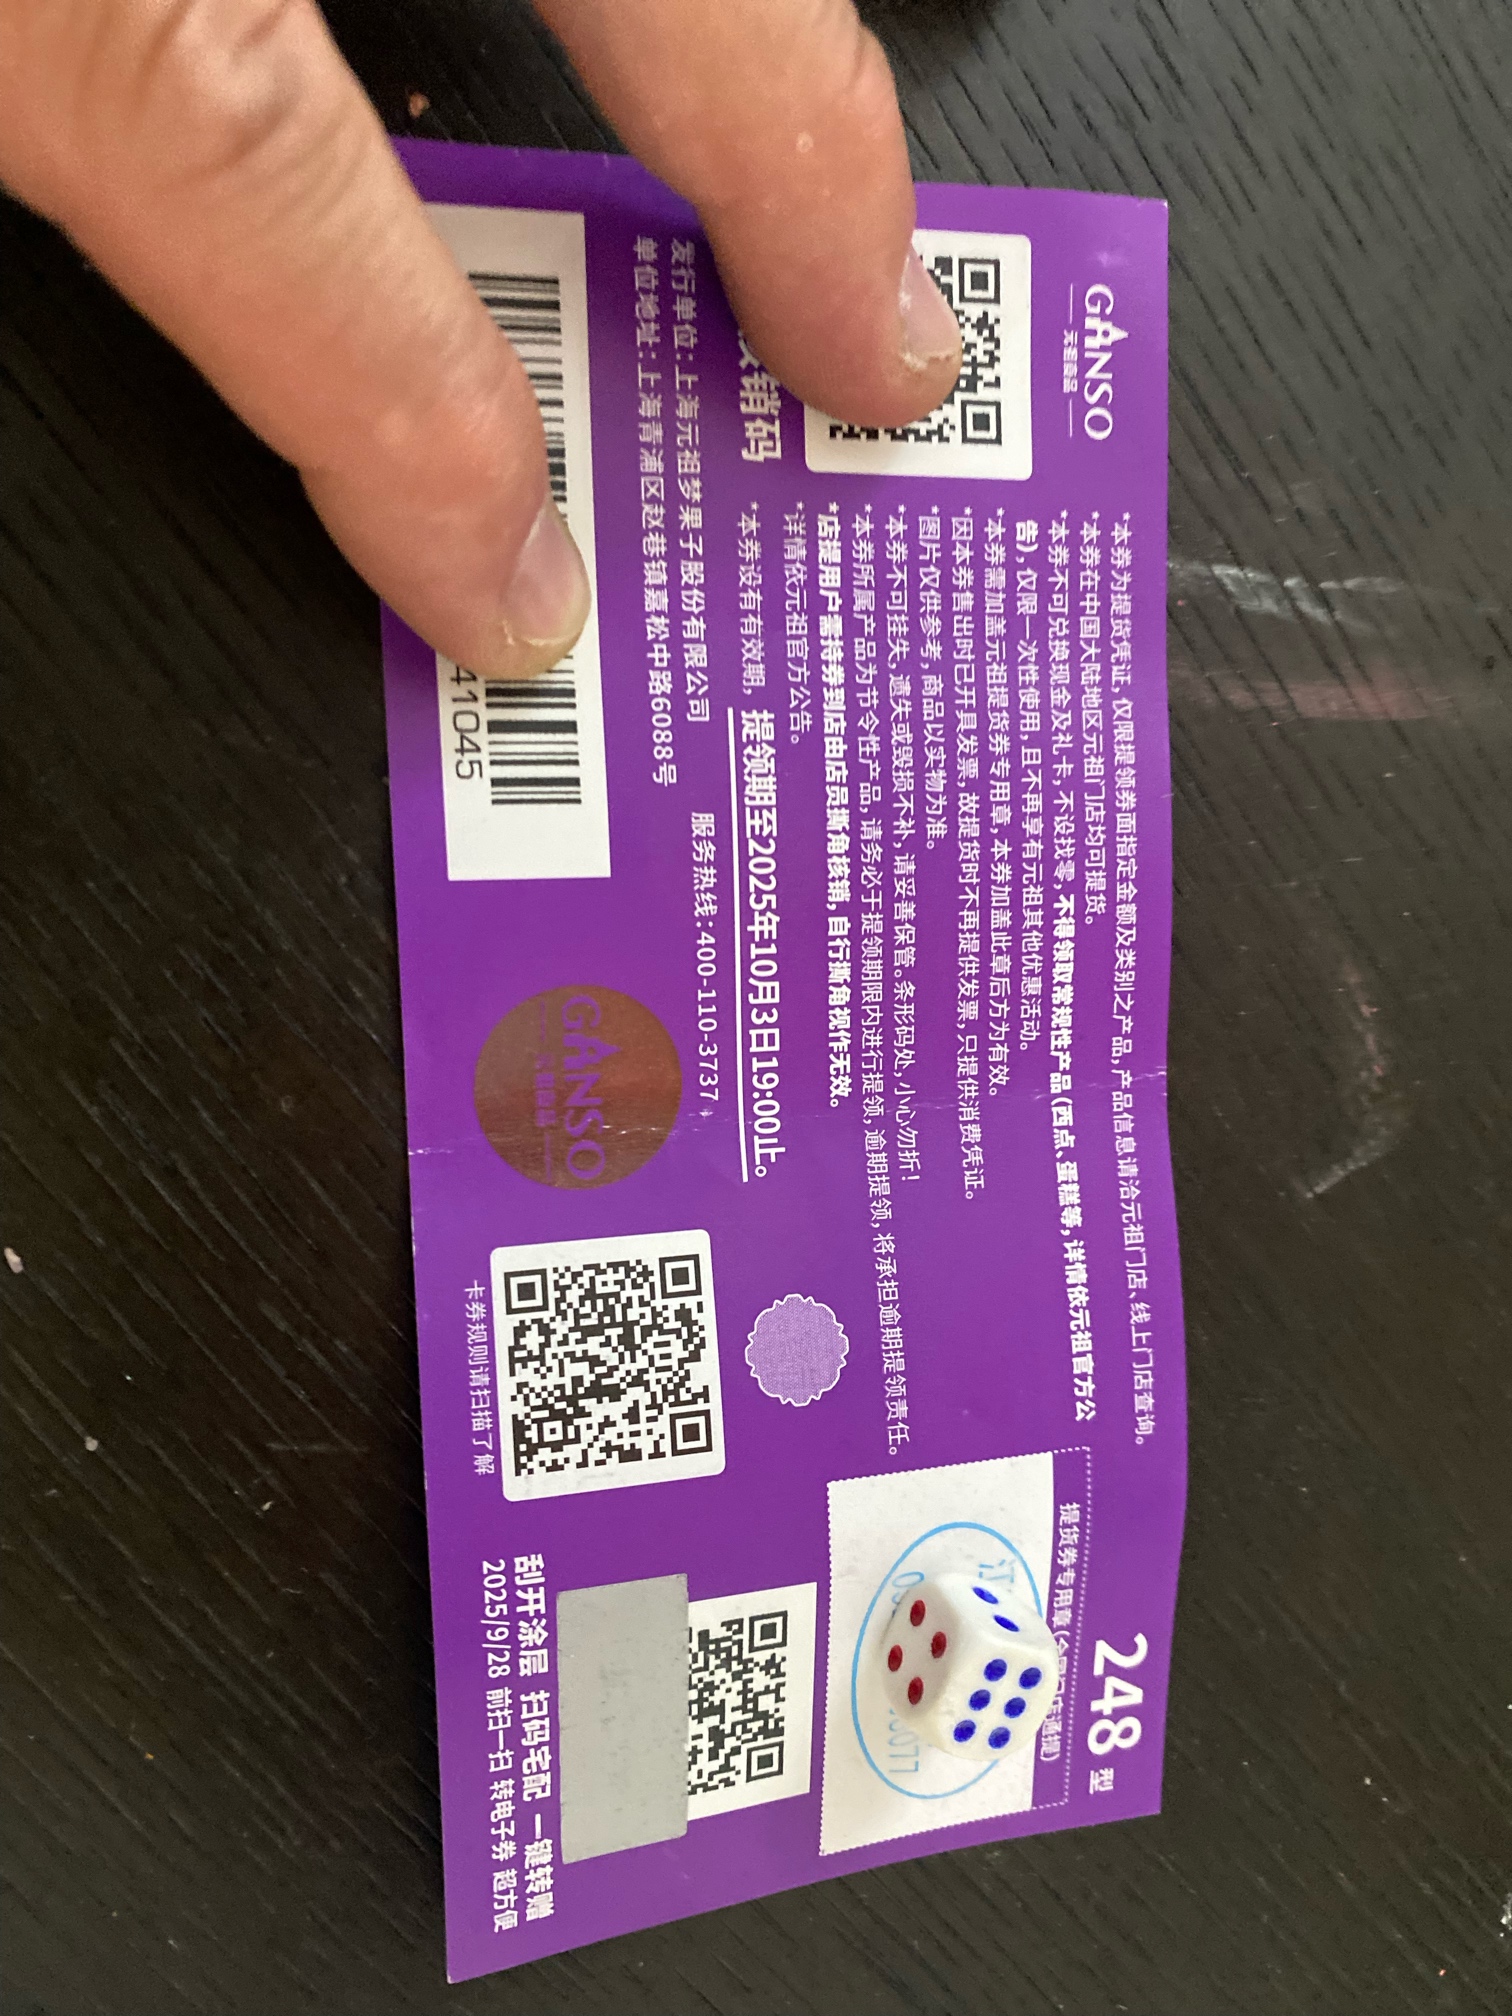 GANSO
元祖食品
248型
*本券为提货凭证,仅限提领券面指定金额及类别之产品,产品信息请洽元祖门店、线上门店查询。
*本券在中国大陆地区元祖门店均可提货。
*本券不可兑换现金及礼卡,不设找零,不得领取常规性产品(西点、蛋糕等,详情依元祖官方公
告),仅限一次性使用,且不再享有元祖其他优惠活动。
*本券需加盖元祖提货券专用章,本券加盖此章后方为有效。
*因本券售出时已开具发票,故提货时不再提供发票,只提供消费凭证。
*图片仅供参考,商品以实物为准。
*本券不可挂失,遗失或毁损不补,请妥善保管。条形码处,小心勿折!
*本券所属产品为节令性产品,请务必于提领期限内进行提领,逾期提领,将承担逾期提领责任。
*店提用户需持券到店由店员撕角核销,自行撕角视作无效。
*详情依元祖官方公告。
*本券设有有效期,提领期至2025年10月3日19:00止。
提货券专用章
通提)
销码
发行单位:上海元祖梦果子股份有限公司
服务热线:400-110-3737
单位地址:上海青浦区赵巷镇嘉松中路6088号
41045
GANSO
卡券规则请扫描了解
刮开涂层 扫码宅配 一键转赠
2025/9/28 前扫一扫 转电子券 超方便